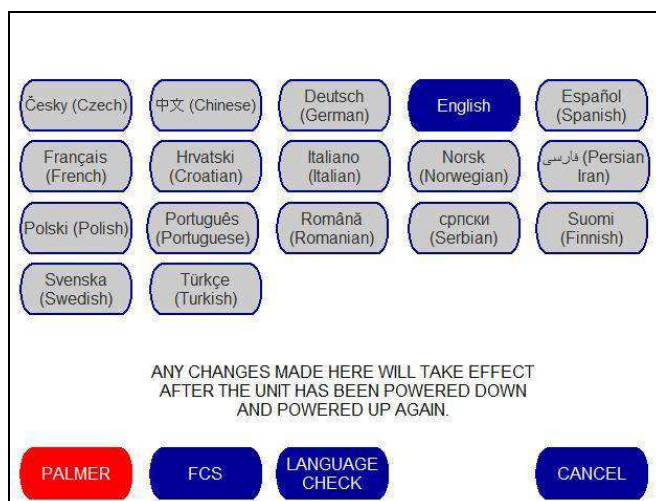 Česky (Czech)
中文 (Chinese)
Deutsch
(German)
English
Español
(Spanish)
Français
(French)
Hrvatski
(Croatian)
Italiano
(Italian)
Norsk
(Norwegian)
فارسی (Persian
Iran)
Polski (Polish)
Português
(Portuguese)
Română
(Romanian)
српски
(Serbian)
Suomi
(Finnish)
Svenska
(Swedish)
Türkçe
(Turkish)
ANY CHANGES MADE HERE WILL TAKE EFFECT
AFTER THE UNIT HAS BEEN POWERED DOWN
AND POWERED UP AGAIN.
PALMER
FCS
LANGUAGE
CHECK
CANCEL